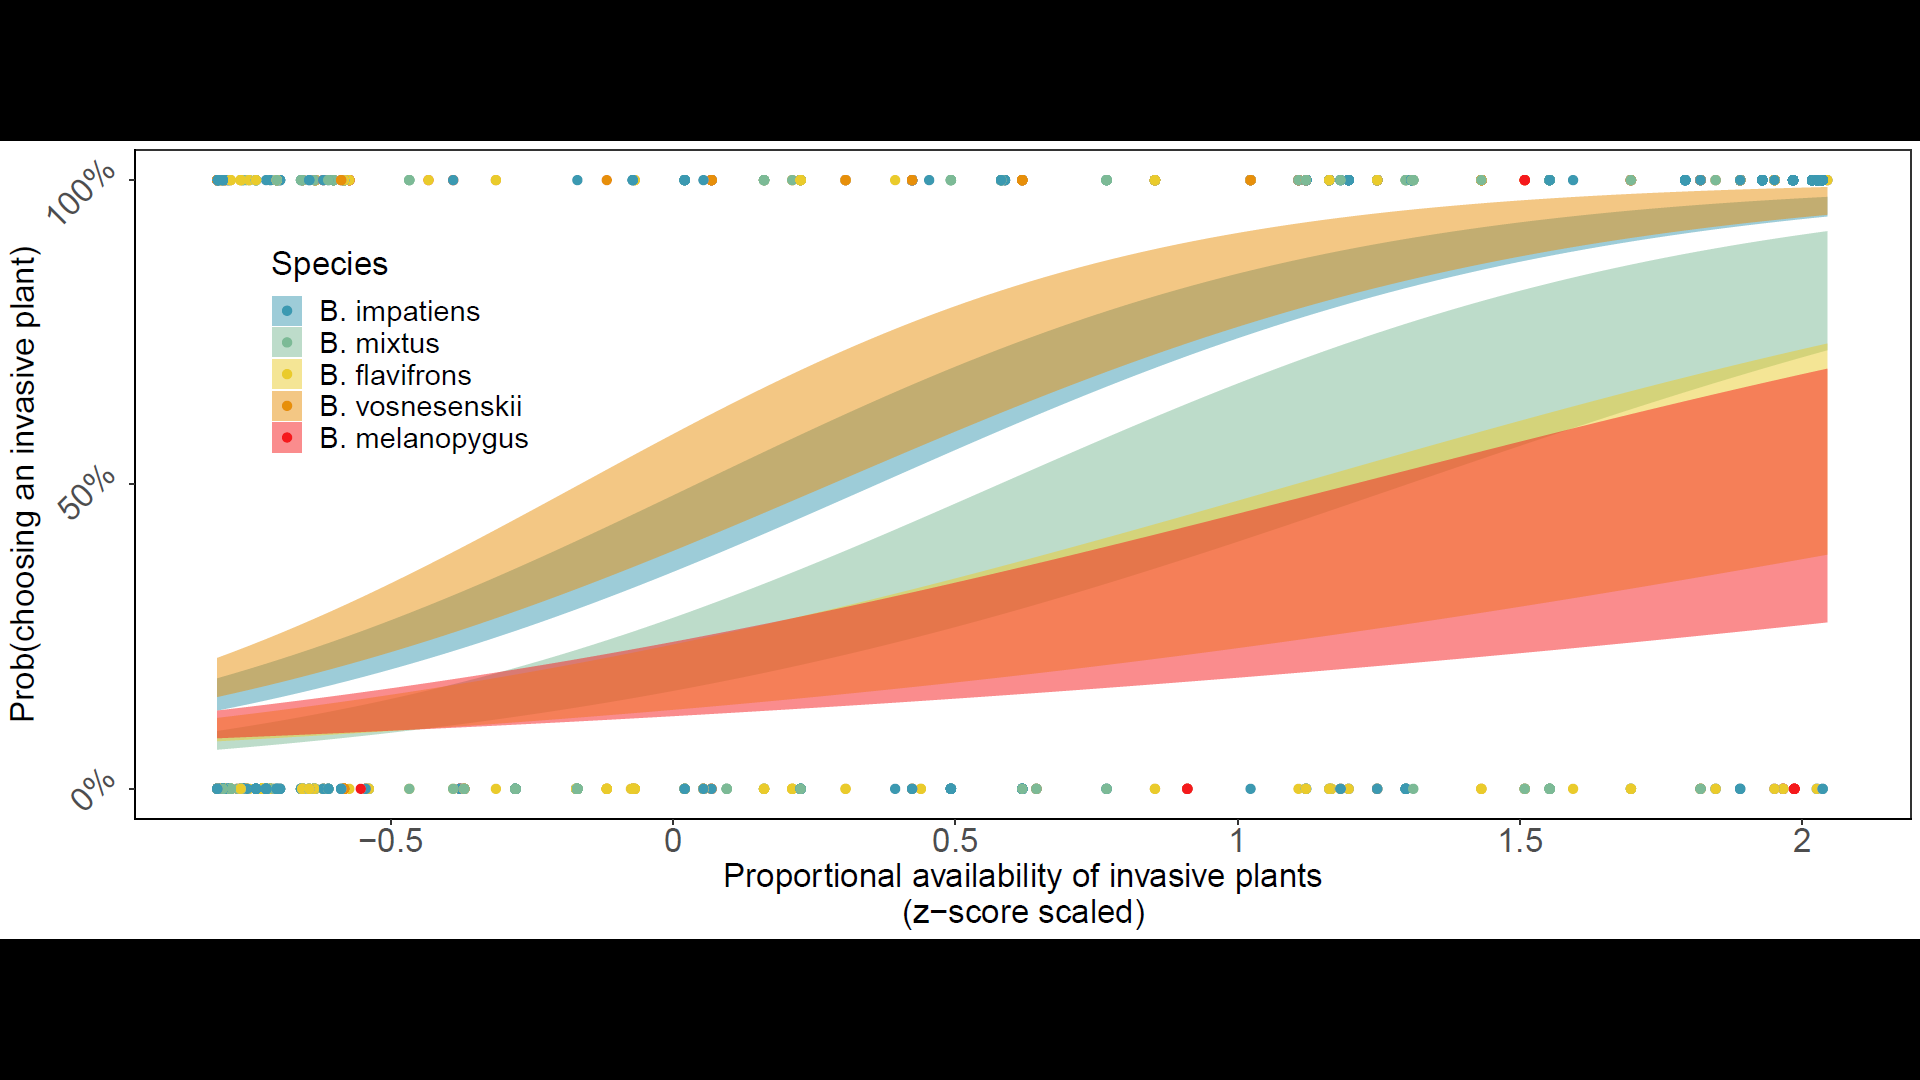 Prob(choosing an invasive plant)
100%
50%
0%
Species
B. impatiens
B. mixtus
B. flavifrons
B. vosnesenskii
B. melanopygus
−0.5 0 0.5 1 1.5 2
Proportional availability of invasive plants
(z−score scaled)